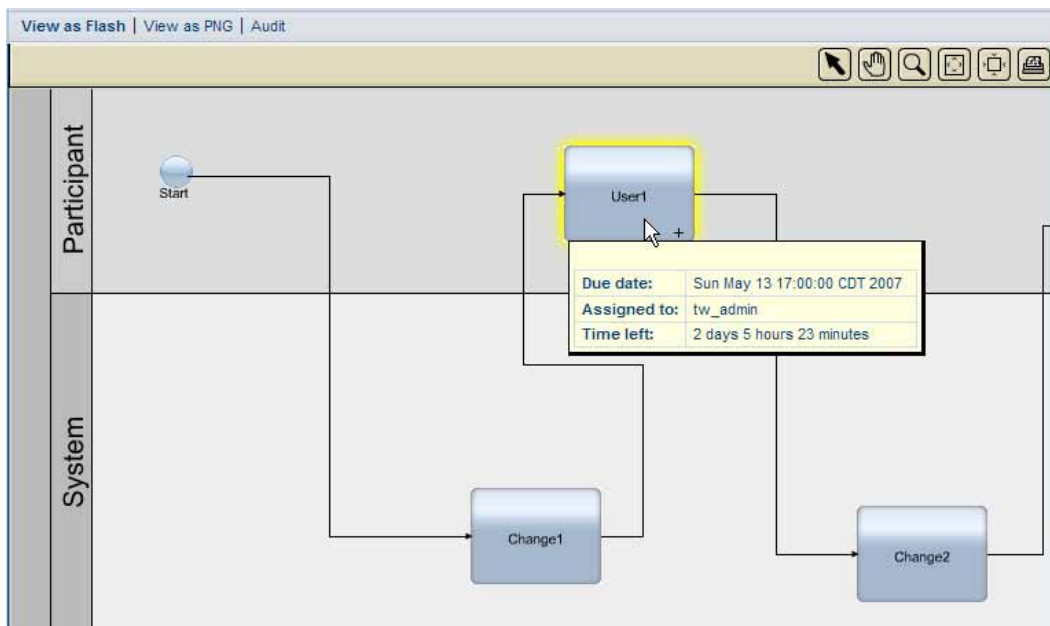 View as Flash | View as PNG | Audit
Participant
Start
User1
+
Due date: Sun May 13 17:00:00 CDT 2007
Assigned to: tw_admin
Time left: 2 days 5 hours 23 minutes
System
Change1
Change2